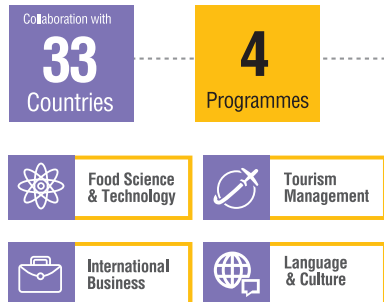 Collaboration with
33
Countries
4
Programmes
Food Science
& Technology
Tourism
Management
International
Business
Language
& Culture